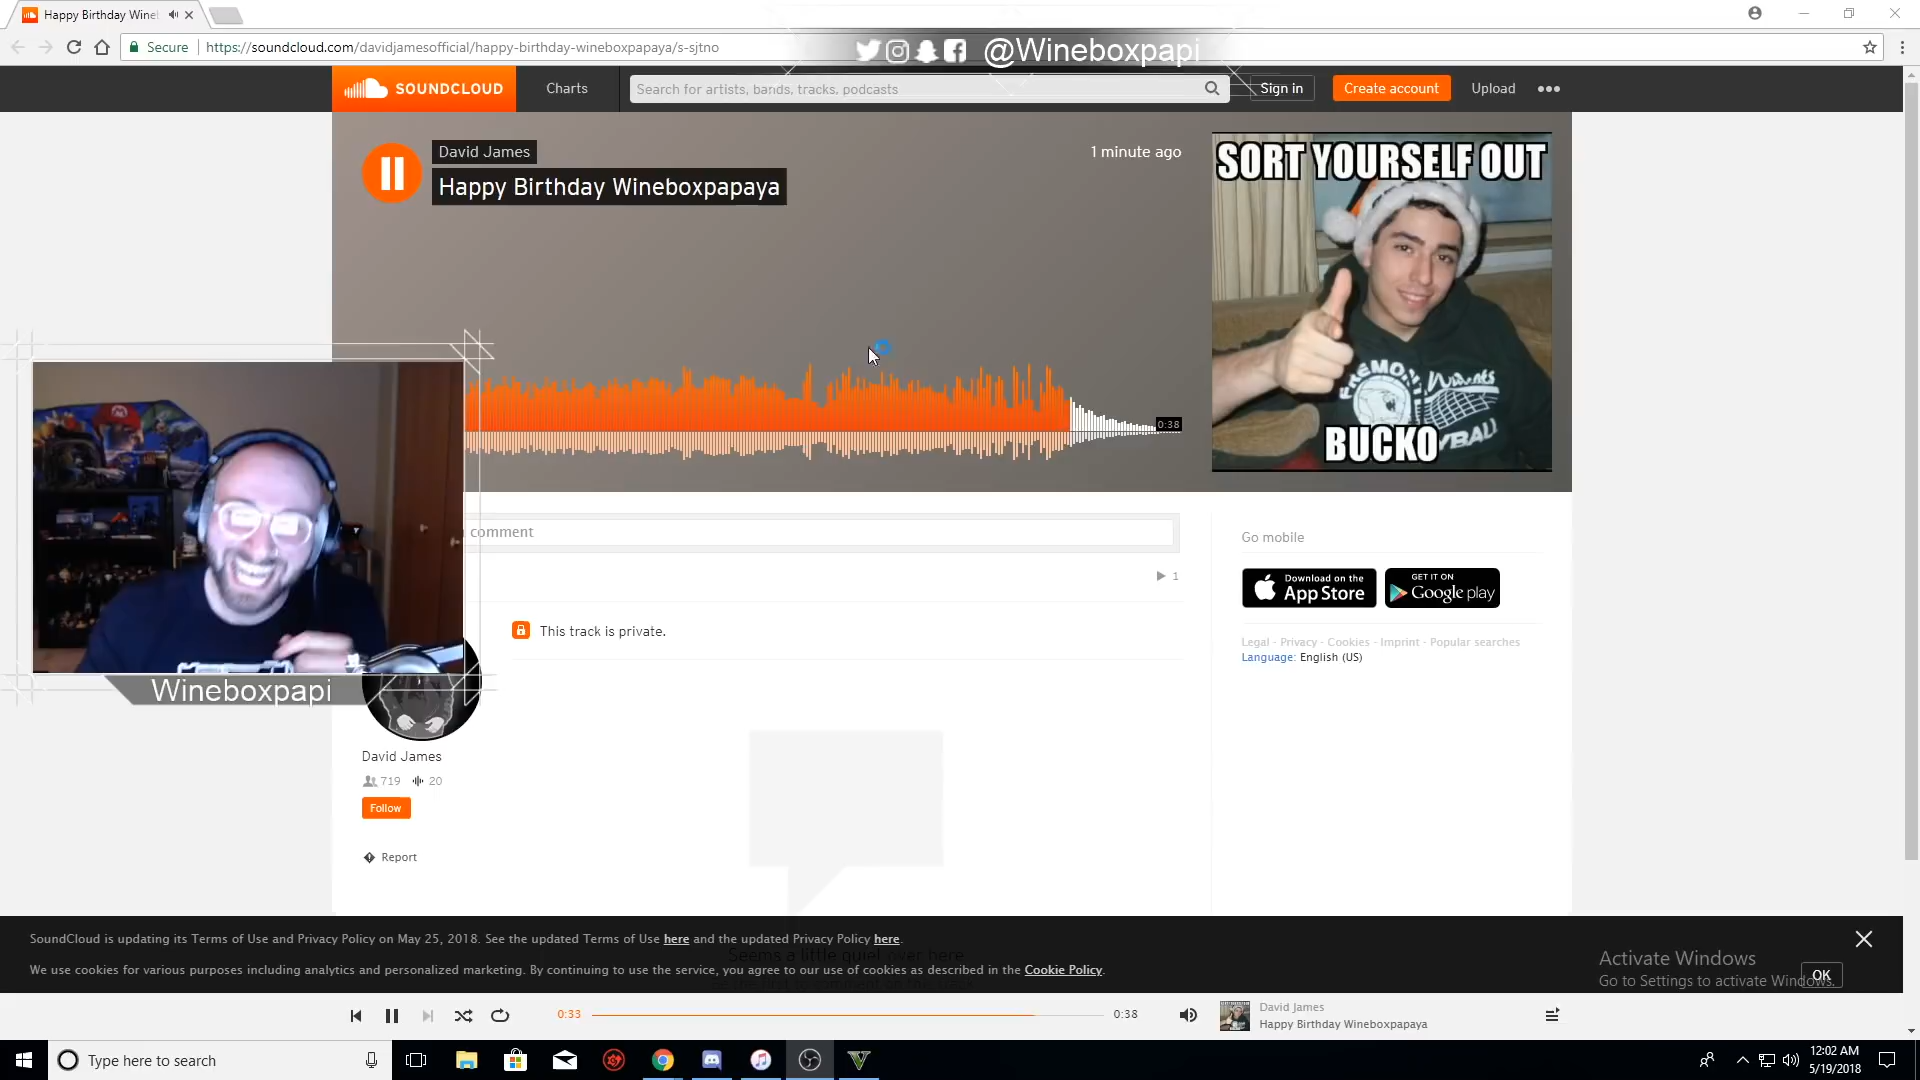 Happy Birthday Wine
Secure
https://soundcloud.com/davidjamesofficial/happy-birthday-wineboxpapaya/s-sjtno
@Wineboxpapi
SOUNDCLOUD
Charts
Search for artists, bands, tracks, podcasts
Sign in
Create account
Upload
David James
1 minute ago
Happy Birthday Wineboxpapaya
SORT YOURSELF OUT
BUCKO
0:38
comment
1
This track is private.
Go mobile
Download on the
App Store
GET IT ON
Google play
Legal - Privacy - Cookies - Imprint - Popular searches
Language: English (US)
Wineboxpapi
David James
719
20
Follow
Report
SoundCloud is updating its Terms of Use and Privacy Policy on May 25, 2018. See the updated Terms of Use here and the updated Privacy Policy here.
Seems a little quiet over here
We use cookies for various purposes including analytics and personalized marketing. By continuing to use the service, you agree to our use of cookies as described in the Cookie Policy.
Activate Windows
Go to Settings to activate Windows.
OK
0:33
0:38
David James
Happy Birthday Wineboxpapaya
Type here to search
12:02 AM
5/19/2018